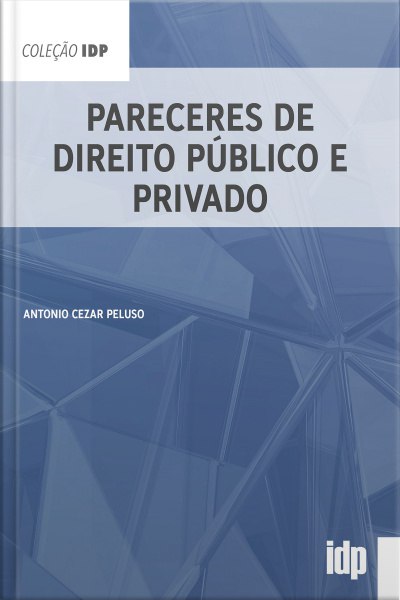 COLEÇÃO IDP
PARECERES DE
DIREITO PÚBLICO E
PRIVADO
ANTONIO CEZAR PELUSO
idp